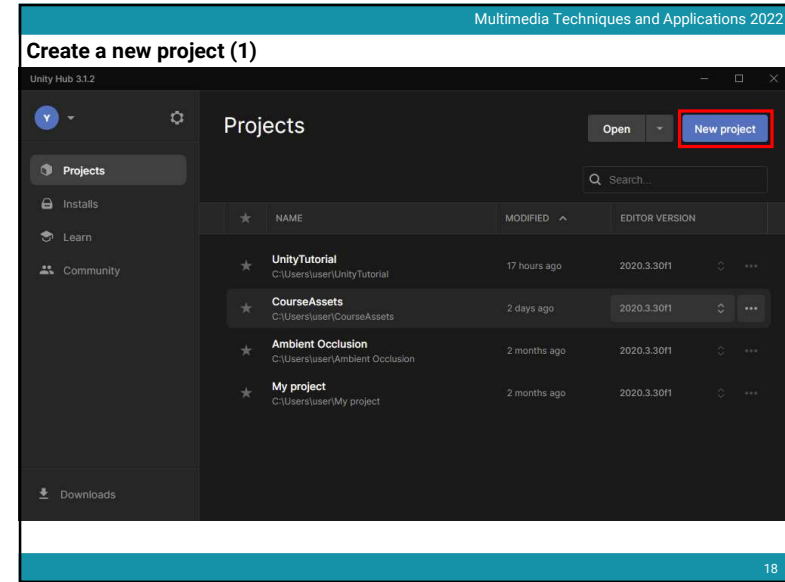 Multimedia Techniques and Applications 2022
Create a new project (1)
Unity Hub 3.1.2
Y
Projects
Open
New project
Projects
Search...
Installs
NAME
MODIFIED
EDITOR VERSION
Learn
Community
UnityTutorial
C:\Users\user\UnityTutorial
17 hours ago
2020.3.30f1
CourseAssets
C:\Users\user\CourseAssets
2 days ago
2020.3.30f1
Ambient Occlusion
C:\Users\user\Ambient Occlusion
2 months ago
2020.3.30f1
My project
C:\Users\user\My project
2 months ago
2020.3.30f1
Downloads
18